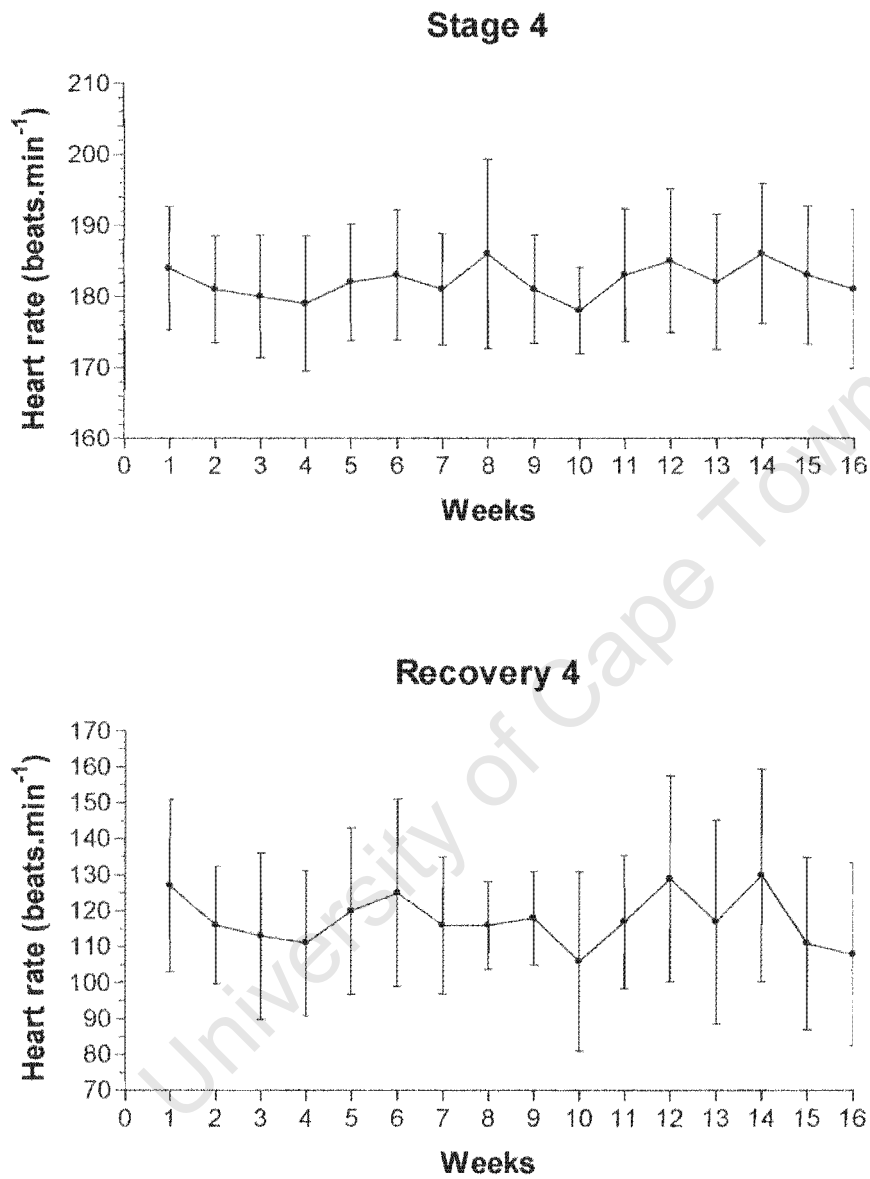 Stage 4
Heart rate (beats.min⁻¹)
210
200
190
180
170
160
0 1 2 3 4 5 6 7 8 9 10 11 12 13 14 15 16
Weeks
Recovery 4
Heart rate (beats.min⁻¹)
170
160
150
140
130
120
110
100
90
80
70
0 1 2 3 4 5 6 7 8 9 10 11 12 13 14 15 16
Weeks
University of Cape Town